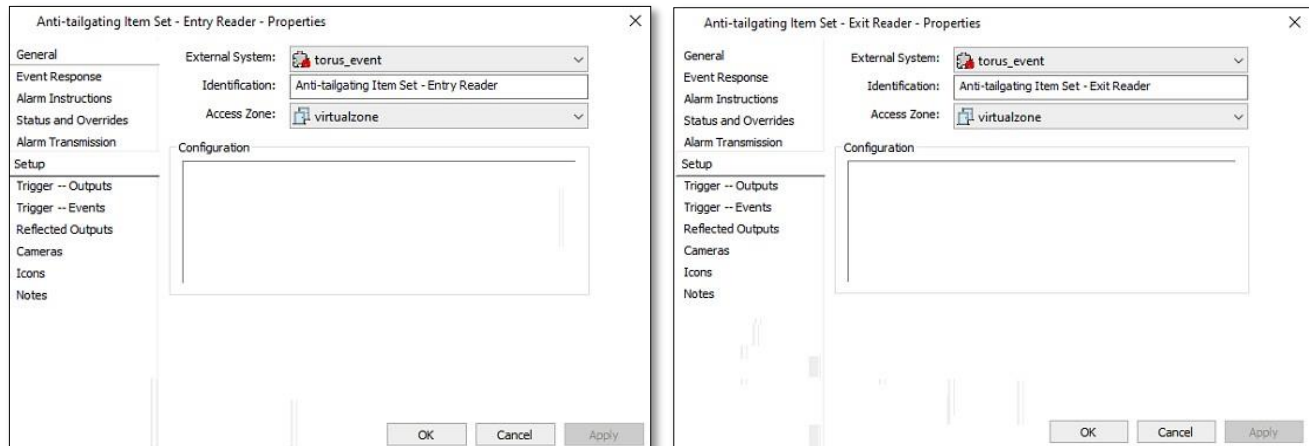 Anti-tailgating Item Set - Entry Reader - Properties
General
Event Response
Alarm Instructions
Status and Overrides
Alarm Transmission
Setup
Trigger -- Outputs
Trigger -- Events
Reflected Outputs
Cameras
Icons
Notes
External System: torus_event
Identification: Anti-tailgating Item Set - Entry Reader
Access Zone: virtualzone
Configuration
OK Cancel Apply
Anti-tailgating Item Set - Exit Reader - Properties
General
Event Response
Alarm Instructions
Status and Overrides
Alarm Transmission
Setup
Trigger -- Outputs
Trigger -- Events
Reflected Outputs
Cameras
Icons
Notes
External System: torus_event
Identification: Anti-tailgating Item Set - Exit Reader
Access Zone: virtualzone
Configuration
OK Cancel Apply